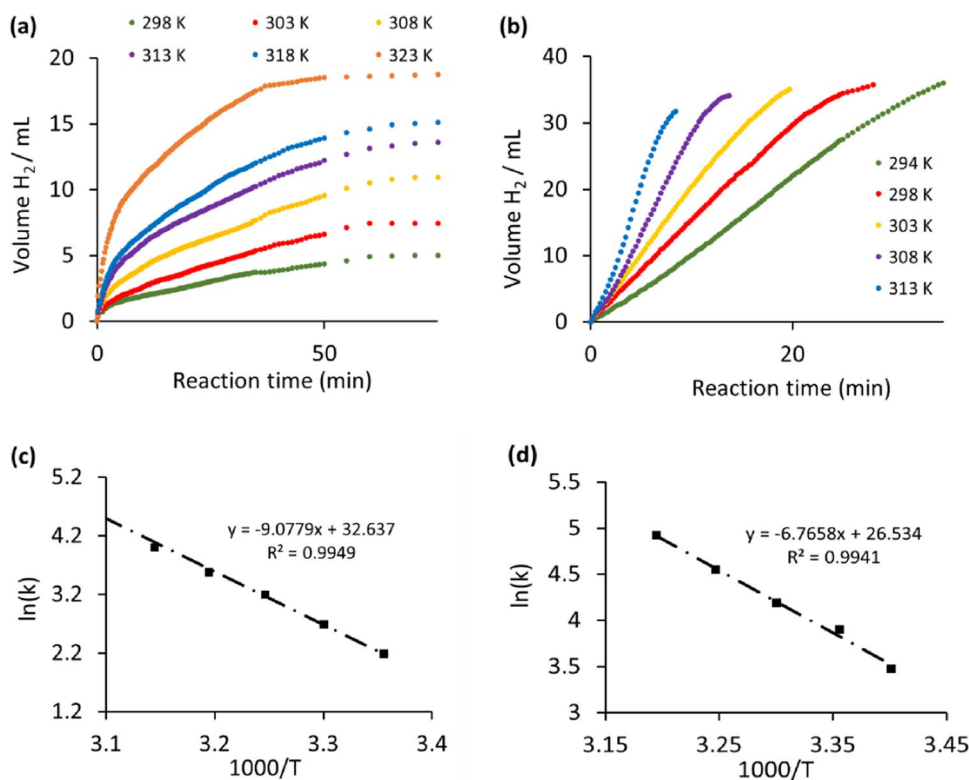 (a)
298 K 303 K 308 K
313 K 318 K 323 K
20
15
10
5
0
Volume H₂ / mL
0 50
Reaction time (min)
(b)
40
30
20
10
0
Volume H₂ / mL
294 K
298 K
303 K
308 K
313 K
0 20
Reaction time (min)
(c)
5.2
4.2
3.2
2.2
1.2
ln(k)
y = -9.0779x + 32.637
R² = 0.9949
3.1 3.2 3.3 3.4
1000/T
(d)
5.5
5
4.5
4
3.5
3
ln(k)
y = -6.7658x + 26.534
R² = 0.9941
3.15 3.25 3.35 3.45
1000/T